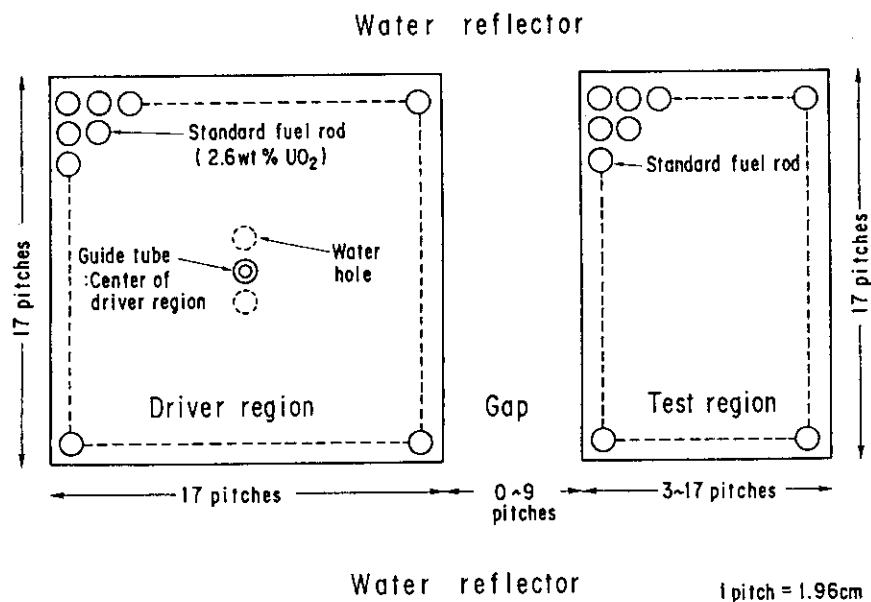 Water reflector
Standard fuel rod
(2.6wt% UO₂)
Standard fuel rod
17 pitches
17 pitches
Guide tube
:Center of
driver region
Water
hole
Driver region
Gap
Test region
17 pitches
0~9
pitches
3~17 pitches
Water reflector
1 pitch = 1.96cm